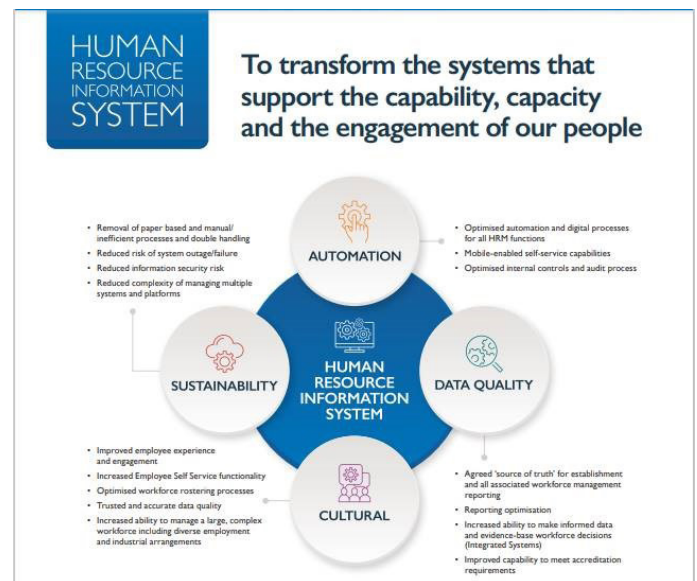 HUMAN
RESOURCE
INFORMATION
SYSTEM
To transform the systems that
support the capability, capacity
and the engagement of our people
• Removal of paper based and manual/
inefficient processes and double handling
• Reduced risk of system outage/failure
• Reduced information security risk
• Reduced complexity of managing multiple
systems and platforms
AUTOMATION
• Optimised automation and digital processes
for all HRM functions
• Mobile-enabled self-service capabilities
• Optimised internal controls and audit process
SUSTAINABILITY
HUMAN
RESOURCE
INFORMATION
SYSTEM
DATA QUALITY
• Improved employee experience
and engagement
• Increased Employee Self Service functionality
• Optimised workforce rostering processes
• Trusted and accurate data quality
• Increased ability to manage a large, complex
workforce including diverse employment
and industrial arrangements
CULTURAL
• Agreed 'source of truth' for establishment
and all associated workforce management
reporting
• Reporting optimisation
• Increased ability to make informed data
and evidence-base workforce decisions
(Integrated Systems)
• Improved capability to meet accreditation
requirements